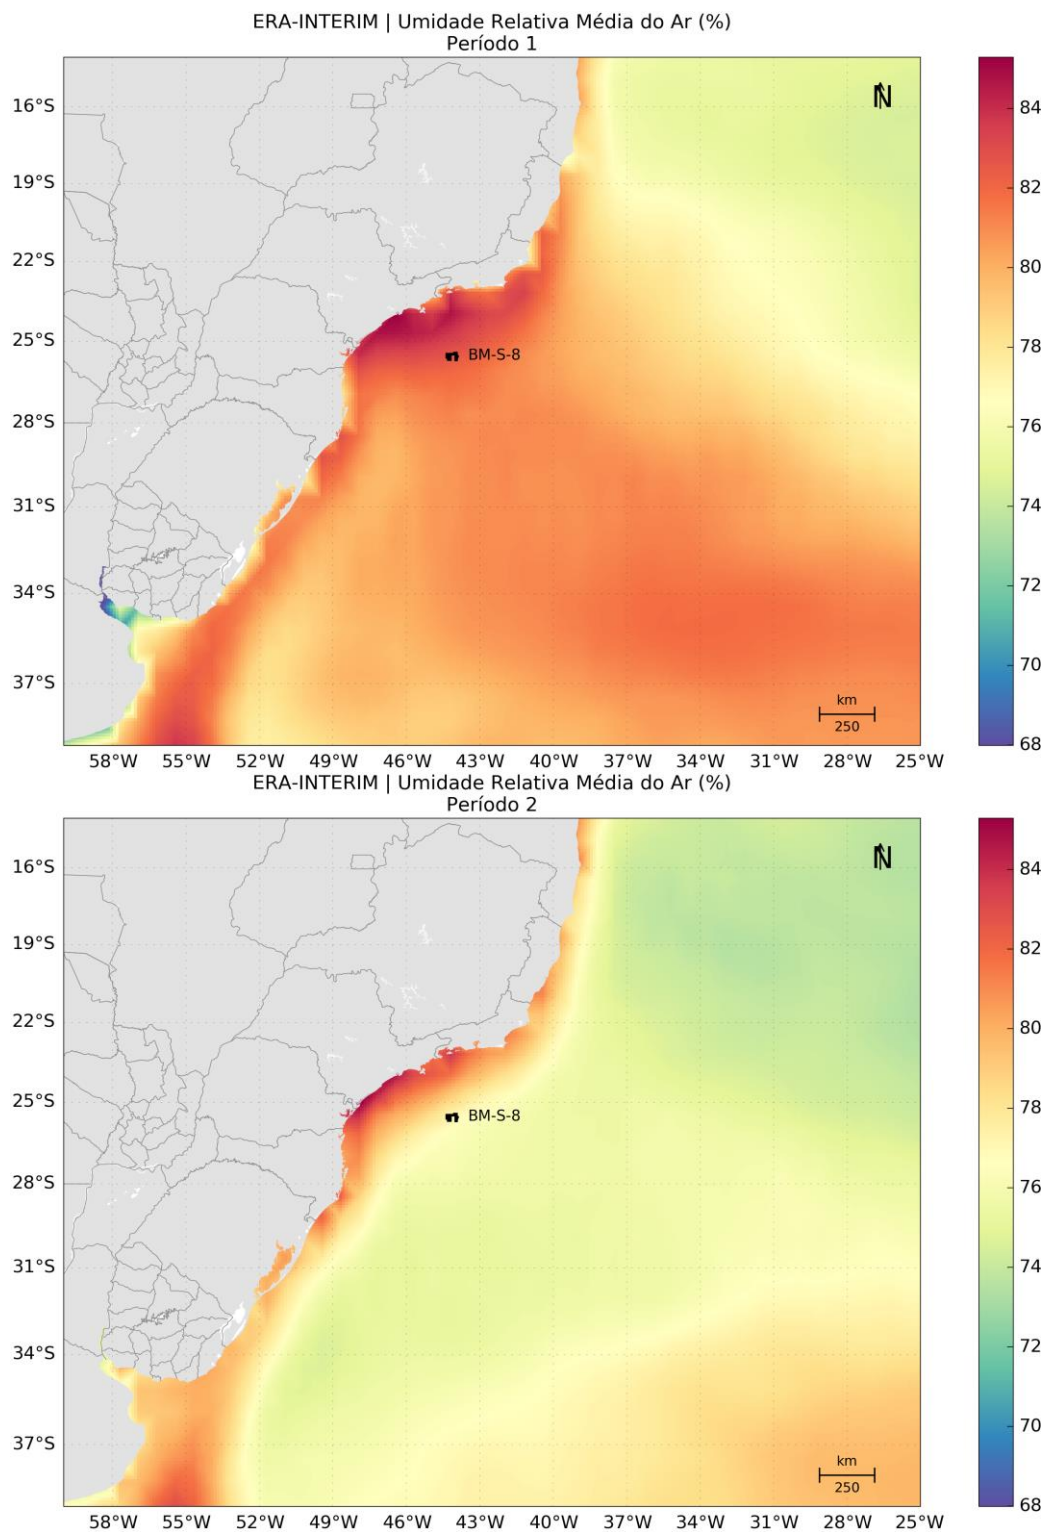 ERA-INTERIM | Umidade Relativa Média do Ar (%)
Período 1
N
16°S
19°S
22°S
25°S
28°S
31°S
34°S
37°S
BM-S-8
km
250
58°W 55°W 52°W 49°W 46°W 43°W 40°W 37°W 34°W 31°W 28°W 25°W
84
82
80
78
76
74
72
70
68
ERA-INTERIM | Umidade Relativa Média do Ar (%)
Período 2
N
16°S
19°S
22°S
25°S
28°S
31°S
34°S
37°S
BM-S-8
km
250
58°W 55°W 52°W 49°W 46°W 43°W 40°W 37°W 34°W 31°W 28°W 25°W
84
82
80
78
76
74
72
70
68